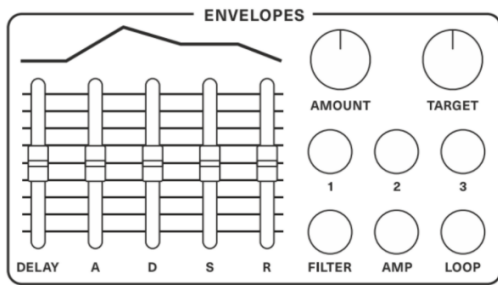 ENVELOPES
AMOUNT TARGET
1 2 3
DELAY A D S R FILTER AMP LOOP